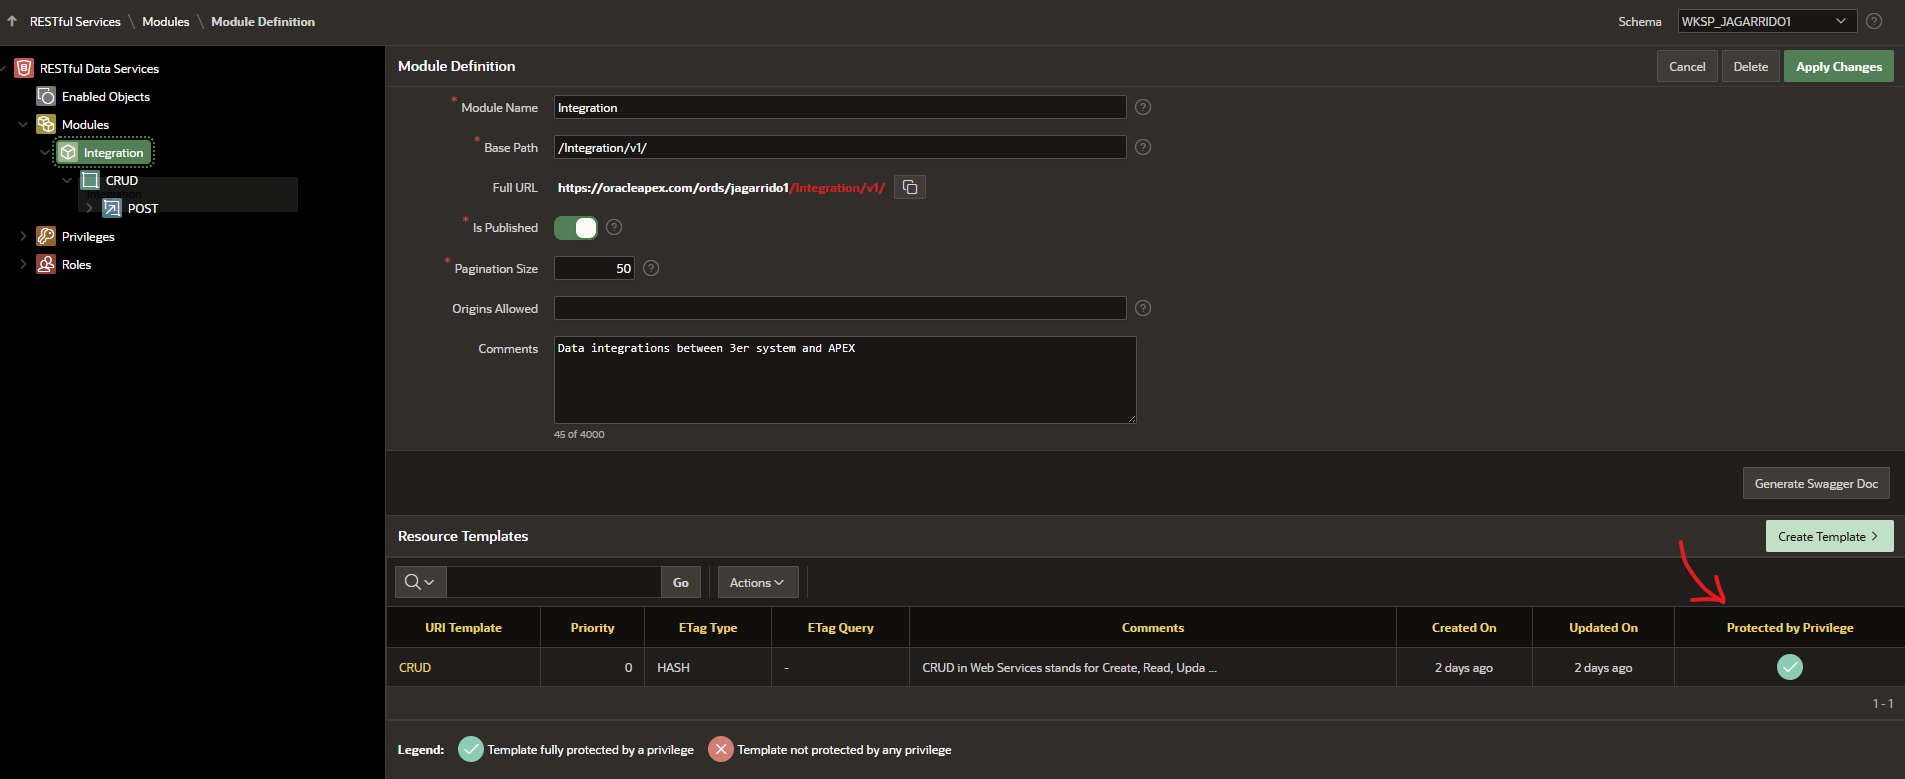 RESTful Services \ Modules \ Module Definition
Schema WKSP_JAGARRIDO1
RESTful Data Services
Enabled Objects
Modules
Integration
CRUD
Integration
POST
Privileges
Roles
Module Definition
Cancel Delete Apply Changes
* Module Name Integration
* Base Path /Integration/v1/
Full URL https://oracleapex.com/ords/jagarrido1/Integration/v1/
* Is Published
* Pagination Size 50
Origins Allowed
Comments Data integrations between 3er system and APEX
45 of 4000
Generate Swagger Doc
Resource Templates
Create Template >
Go Actions
URI Template Priority ETag Type ETag Query Comments Created On Updated On Protected by Privilege
CRUD 0 HASH - CRUD in Web Services stands for Create, Read, Upda ... 2 days ago 2 days ago
1 - 1
Legend: Template fully protected by a privilege Template not protected by any privilege